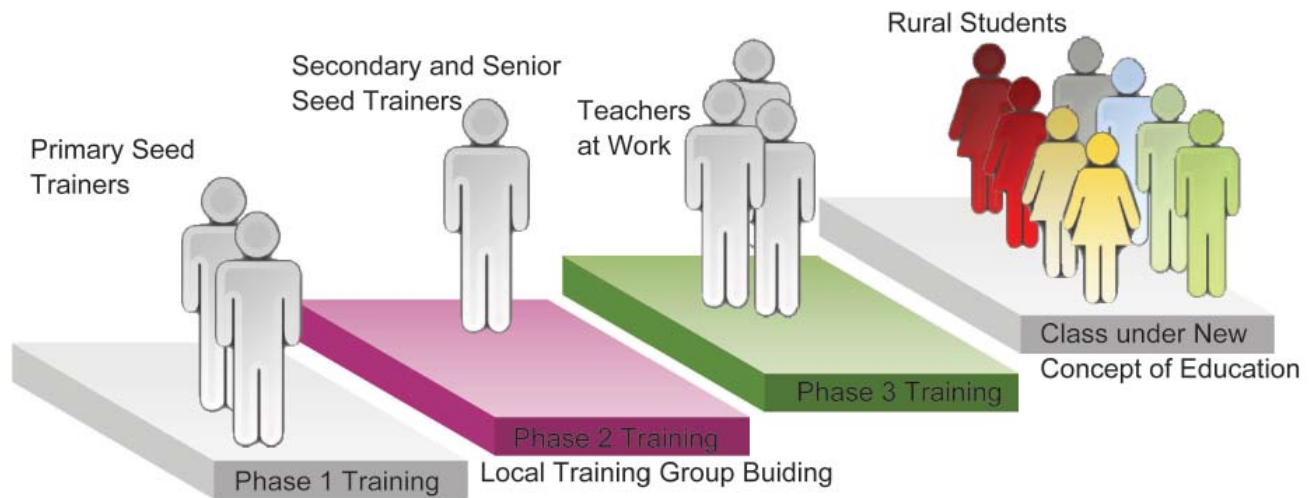 Primary Seed
Trainers
Phase 1 Training
Secondary and Senior
Seed Trainers
Phase 2 Training
Local Training Group Buiding
Teachers
at Work
Phase 3 Training
Rural Students
Class under New
Concept of Education